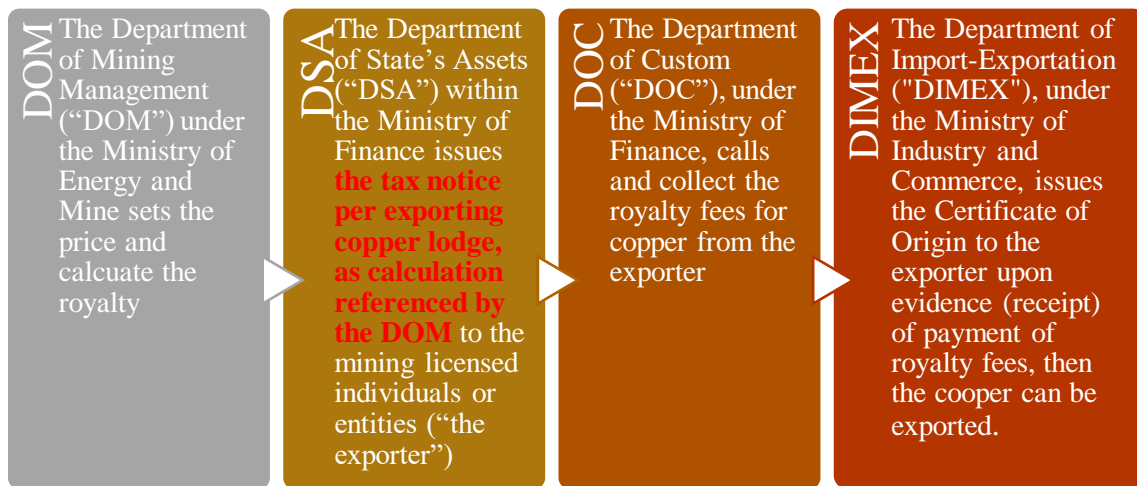 DOM
The Department
of Mining
Management
(“DOM”) under
the Ministry of
Energy and
Mine sets the
price and
calcuate the
royalty
DSA
The Department
of State’s Assets
(“DSA”) within
the Ministry of
Finance issues
the tax notice
per exporting
copper lodge,
as calculation
referenced by
the DOM to the
mining licensed
individuals or
entities (“the
exporter”)
DOC
The Department
of Custom
(“DOC”), under
the Ministry of
Finance, calls
and collect the
royalty fees for
copper from the
exporter
DIMEX
The Department of
Import-Exportation
("DIMEX"), under
the Ministry of
Industry and
Commerce, issues
the Certificate of
Origin to the
exporter upon
evidence (receipt)
of payment of
royalty fees, then
the cooper can be
exported.